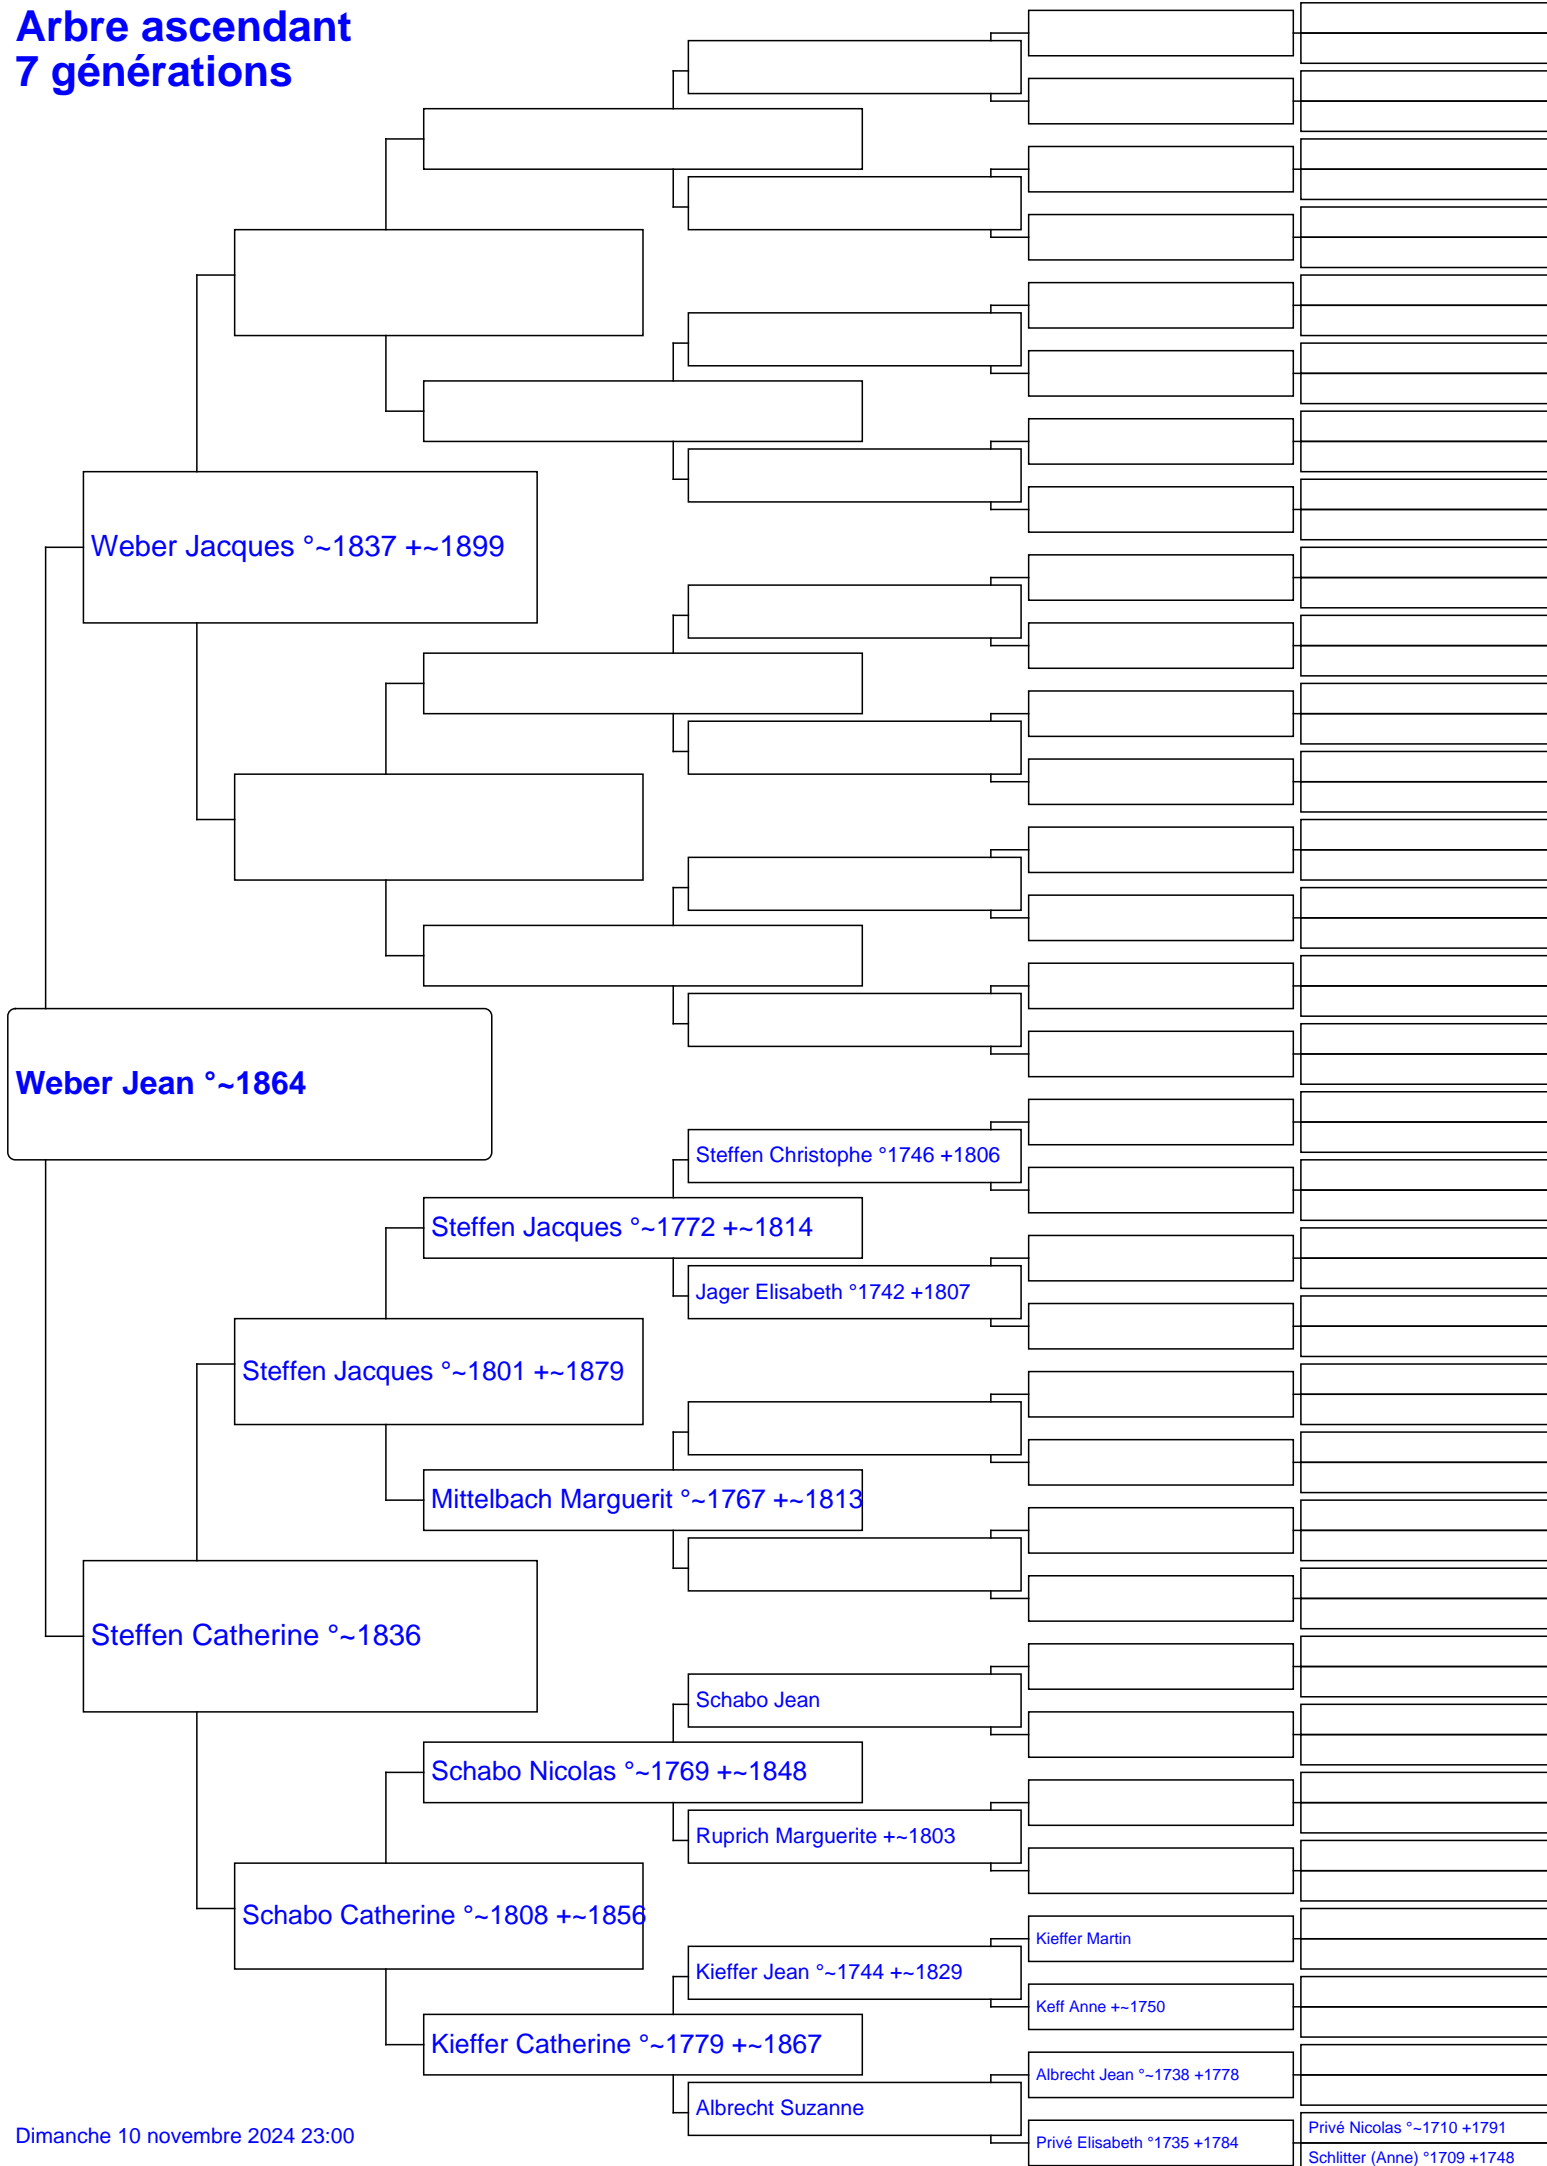 Arbre ascendant
7 générations
Weber Jacques °~1837 +~1899
Weber Jean °~1864
Steffen Christophe °1746 +1806
Steffen Jacques °~1772 +~1814
Jager Elisabeth °1742 +1807
Steffen Jacques °~1801 +~1879
Mittelbach Marguerit °~1767 +~1813
Steffen Catherine °~1836
Schabo Jean
Schabo Nicolas °~1769 +~1848
Ruprich Marguerite +~1803
Schabo Catherine °~1808 +~1856
Kieffer Martin
Kieffer Jean °~1744 +~1829
Keff Anne +~1750
Kieffer Catherine °~1779 +~1867
Albrecht Jean °~1738 +1778
Albrecht Suzanne
Privé Nicolas °~1710 +1791
Privé Elisabeth °1735 +1784
Schlitter (Anne) °1709 +1748
Dimanche 10 novembre 2024 23:00